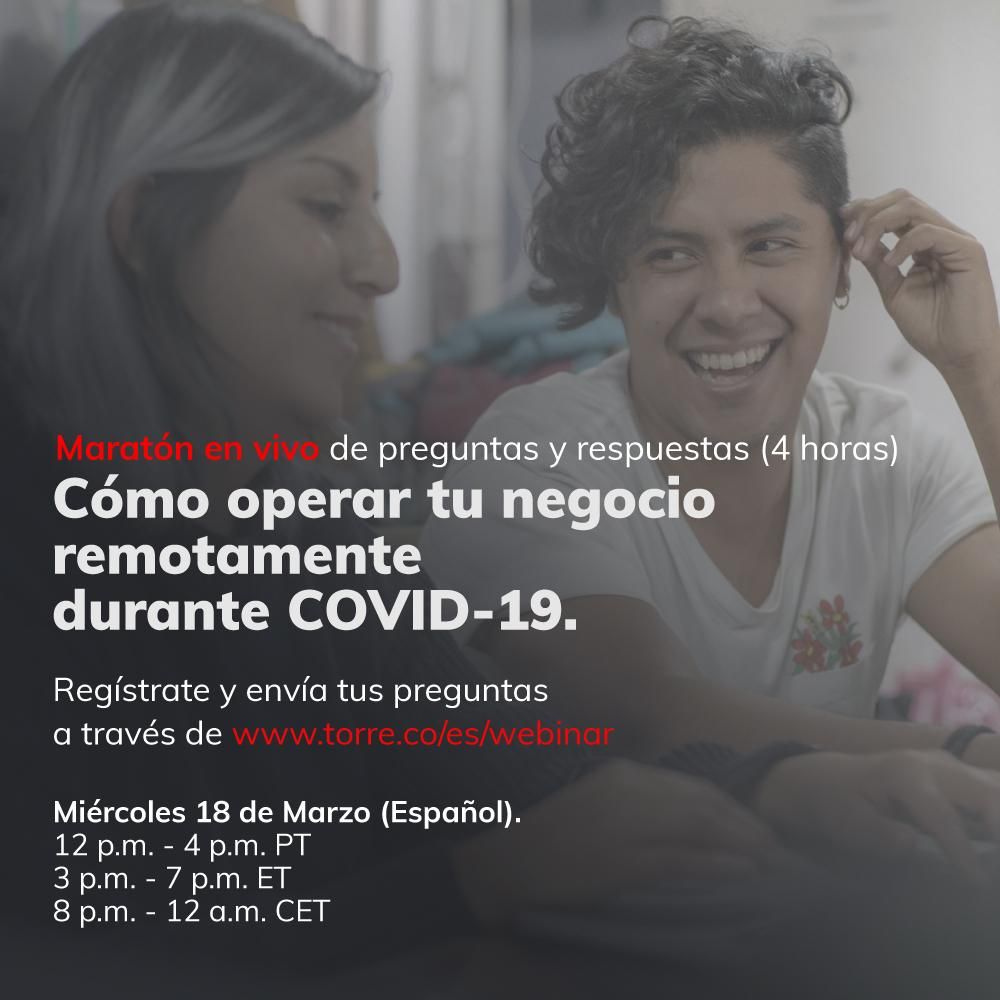 Maratón en vivo de preguntas y respuestas (4 horas)
Cómo operar tu negocio
remotamente
durante COVID-19.
Regístrate y envía tus preguntas
a través de www.torre.co/es/webinar
Miércoles 18 de Marzo (Español).
12 p.m. - 4 p.m. PT
3 p.m. - 7 p.m. ET
8 p.m. - 12 a.m. CET